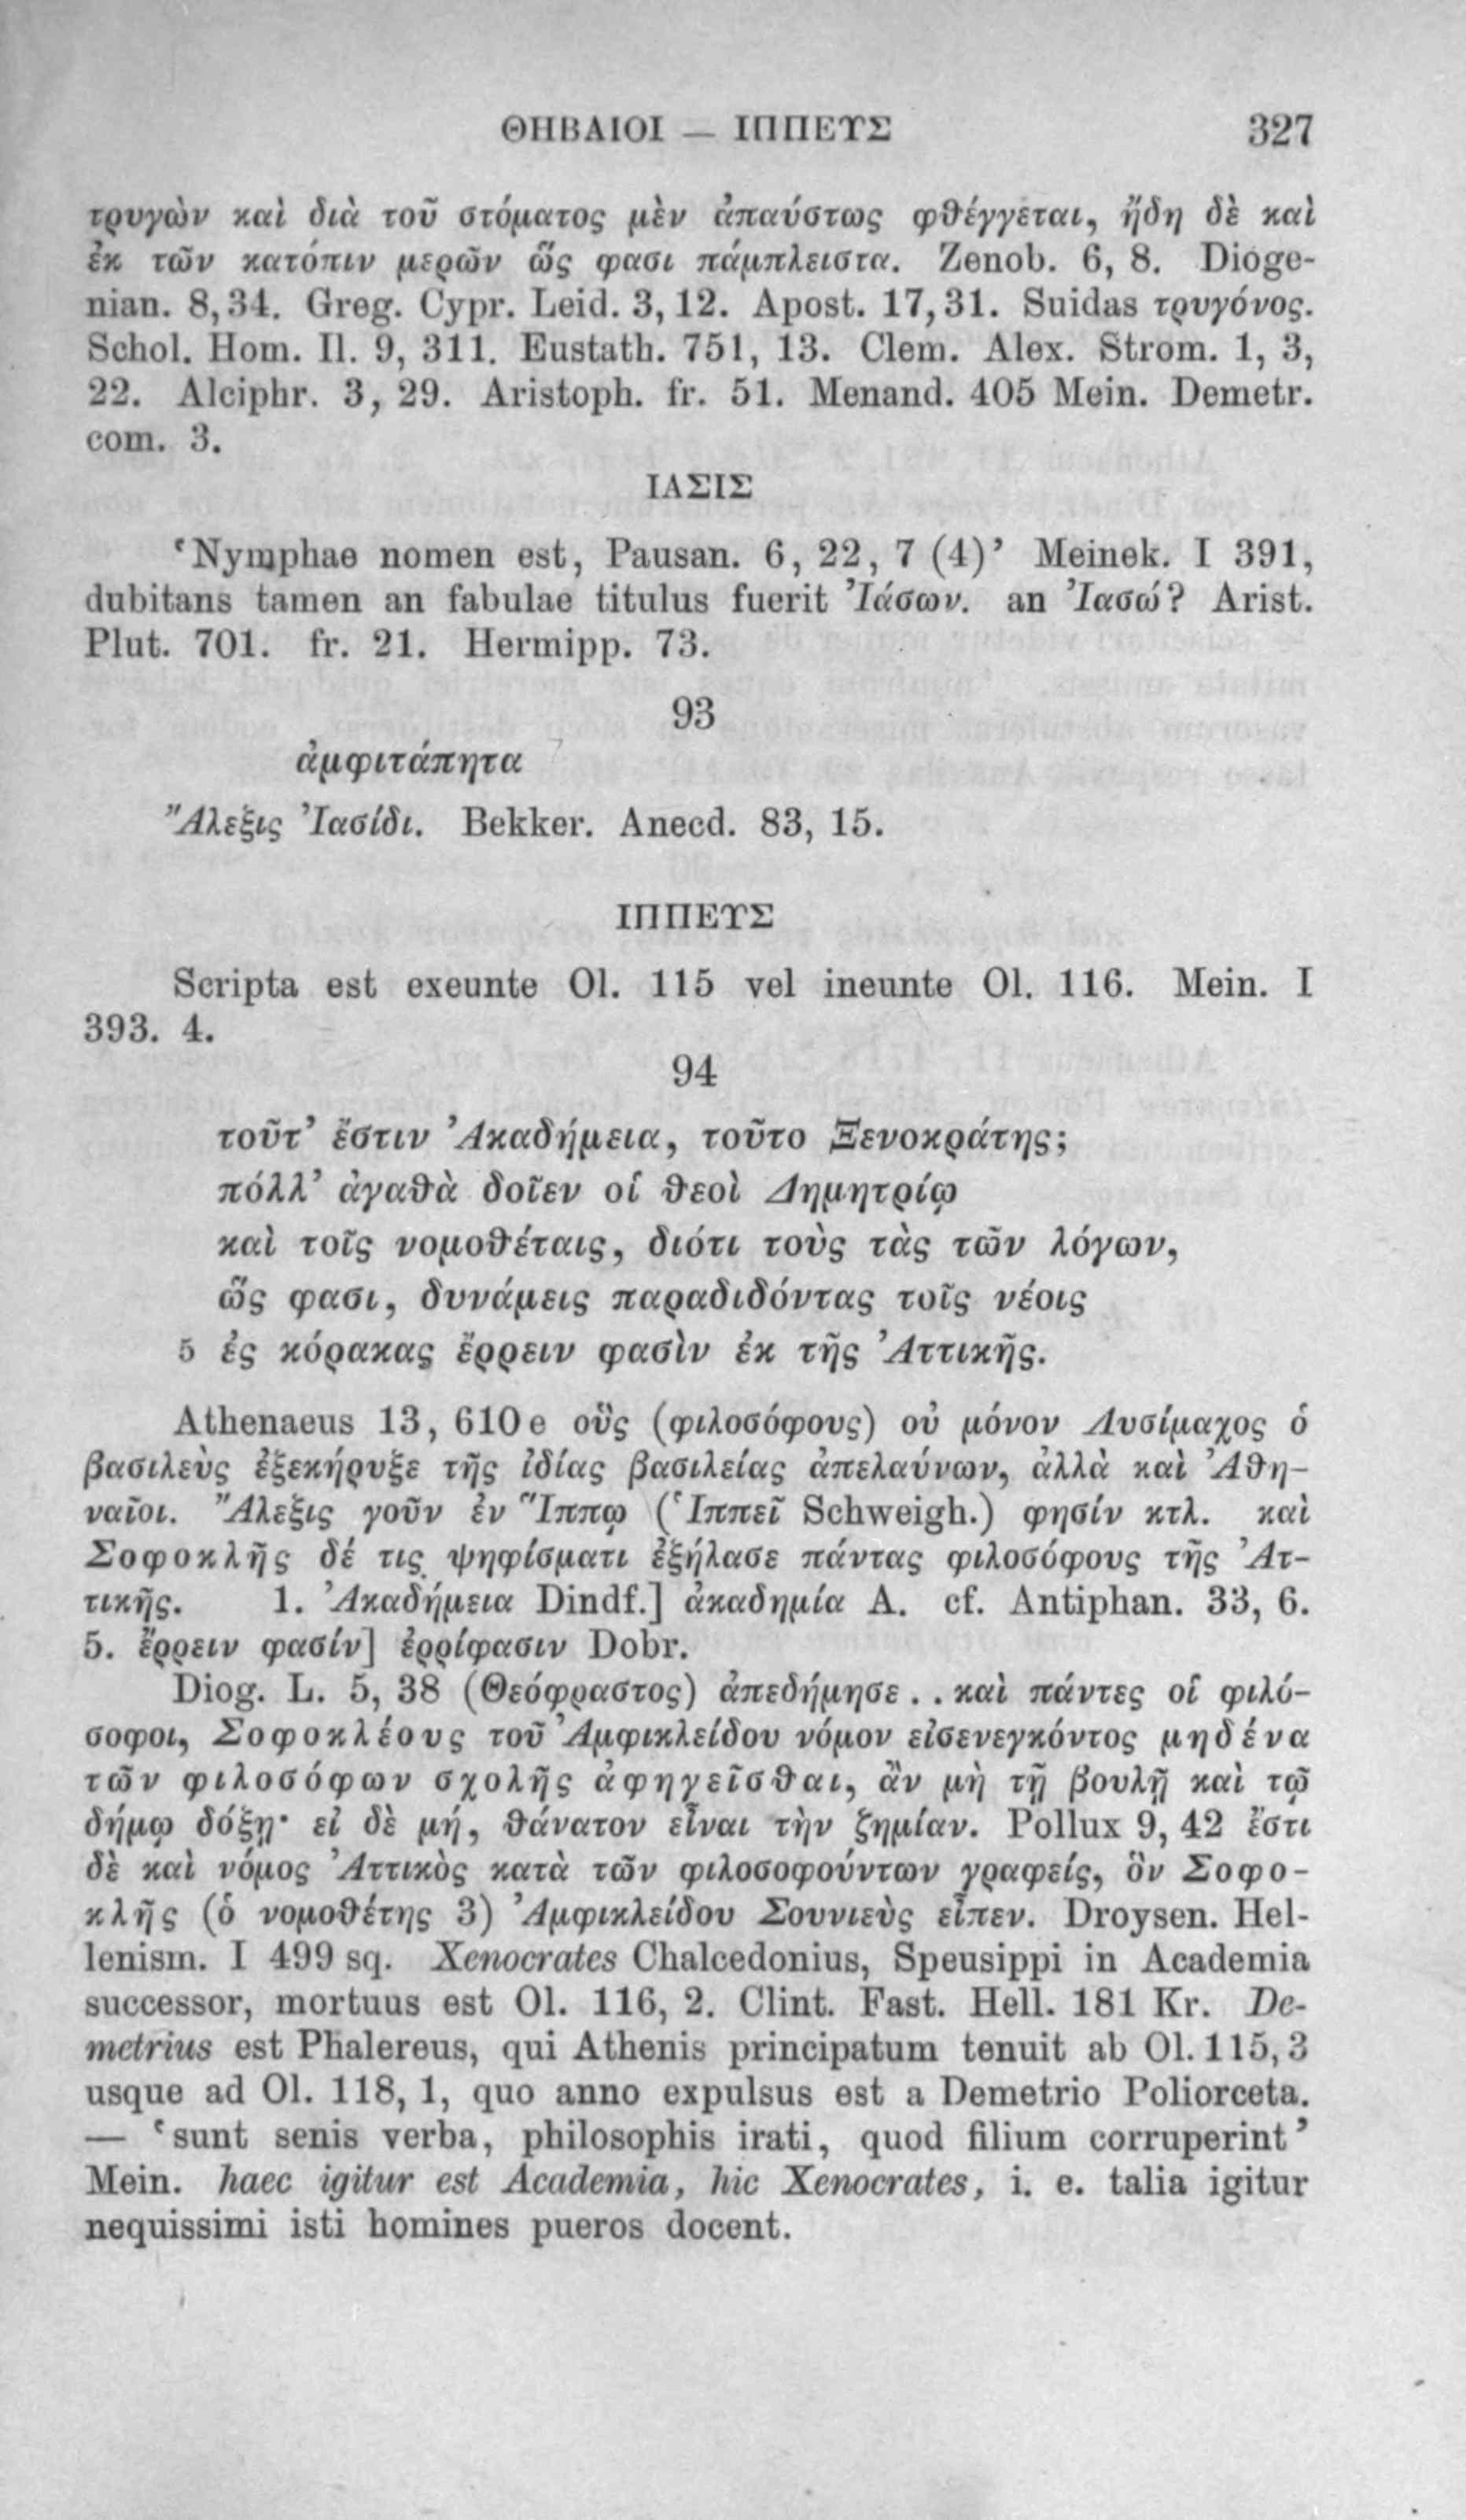 ΘΗΒΑΙΟΙ — ΙΠΠΕΥΣ 327
τρυγὼν καὶ διὰ τοῦ στόματος μὲν ἀπαύστως φθέγγεται, ἤδη δὲ καὶ
ἐκ τῶν κατόπιν μερῶν ὥς φασι πάμπλειστα. Zenob. 6, 8. Dioge-
nian. 8,34. Greg. Cypr. Leid. 3,12. Apost. 17,31. Suidas τρυγόνος.
Schol. Hom. Il. 9, 311. Eustath. 751, 13. Clem. Alex. Strom. 1, 3,
22. Alciphr. 3, 29. Aristoph. fr. 51. Menand. 405 Mein. Demetr.
com. 3.
ΙΑΣΙΣ
‘Nymphae nomen est, Pausan. 6, 22, 7 (4)’ Meinek. I 391,
dubitans tamen an fabulae titulus fuerit Ἰάσων. an Ἰασώ? Arist.
Plut. 701. fr. 21. Hermipp. 73.
93
ἀμφιτάπητα
Ἄλεξις Ἰασίδι. Bekker. Anecd. 83, 15.
ΙΠΠΕΥΣ
Scripta est exeunte Ol. 115 vel ineunte Ol. 116. Mein. I
393. 4.
94
τοῦτ’ ἔστιν Ἀκαδήμεια, τοῦτο Ξενοκράτης;
πόλλ’ ἀγαθὰ δοῖεν οἱ θεοὶ Δημητρίῳ
καὶ τοῖς νομοθέταις, διότι τοὺς τὰς τῶν λόγων,
ὥς φασι, δυνάμεις παραδιδόντας τοῖς νέοις
5 ἐς κόρακας ἔρρειν φασὶν ἐκ τῆς Ἀττικῆς.
Athenaeus 13, 610e οὓς (φιλοσόφους) οὐ μόνον Λυσίμαχος ὁ
βασιλεὺς ἐξεκήρυξε τῆς ἰδίας βασιλείας ἀπελαύνων, ἀλλὰ καὶ Ἀθη-
ναῖοι. Ἄλεξις γοῦν ἐν Ἵππῳ (Ἱππεῖ Schweigh.) φησίν κτλ. καὶ
Σοφοκλῆς δέ τις ψηφίσματι ἐξήλασε πάντας φιλοσόφους τῆς Ἀτ-
τικῆς. 1. Ἀκαδήμεια Dindf.] ἀκαδημία A. cf. Antiphan. 33, 6.
5. ἔρρειν φασίν] ἐρρίφασιν Dobr.
Diog. L. 5, 38 (Θεόφραστος) ἀπεδήμησε . . καὶ πάντες οἱ φιλό-
σοφοι, Σοφοκλέους τοῦ Ἀμφικλείδου νόμον εἰσενεγκόντος μηδένα
τῶν φιλοσόφων σχολῆς ἀφηγεῖσθαι, ἂν μὴ τῇ βουλῇ καὶ τῷ
δήμῳ δόξῃ· εἰ δὲ μή, θάνατον εἶναι τὴν ζημίαν. Pollux 9, 42 ἔστι
δὲ καὶ νόμος Ἀττικὸς κατὰ τῶν φιλοσοφούντων γραφείς, ὃν Σοφο-
κλῆς (ὁ νομοθέτης 3) Ἀμφικλείδου Σουνιεὺς εἶπεν. Droysen. Hel-
lenism. I 499 sq. Xenocrates Chalcedonius, Speusippi in Academia
successor, mortuus est Ol. 116, 2. Clint. Fast. Hell. 181 Kr. De-
metrius est Phalereus, qui Athenis principatum tenuit ab Ol. 115, 3
usque ad Ol. 118, 1, quo anno expulsus est a Demetrio Poliorceta.
— ‘sunt senis verba, philosophis irati, quod filium corruperint’
Mein. haec igitur est Academia, hic Xenocrates, i. e. talia igitur
nequissimi isti homines pueros docent.